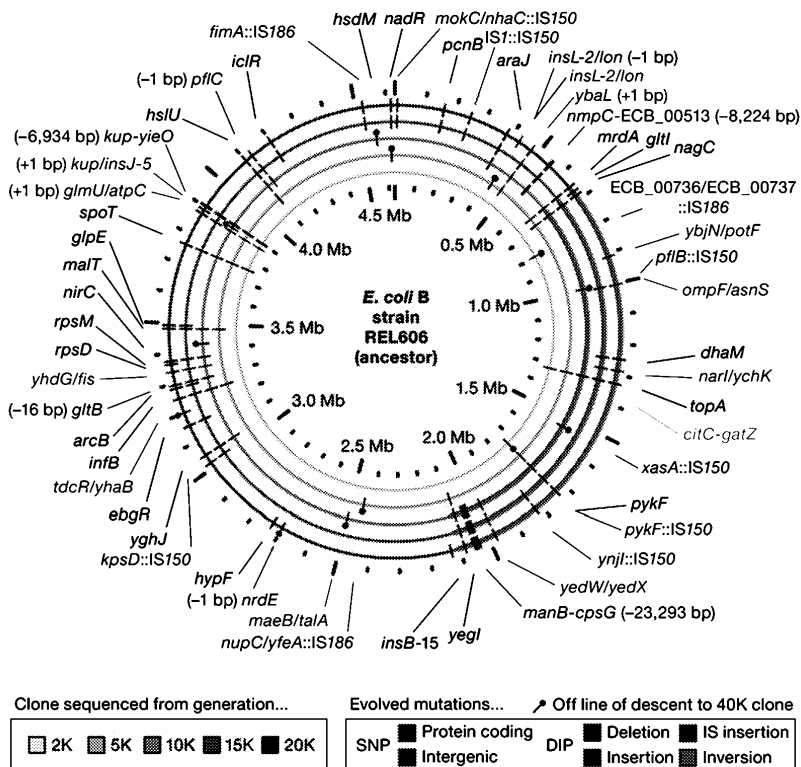 fimA::IS186
hsdM
nadR
mokC/nhaC::IS150
pcnB
IS1::IS150
araJ
insL-2/lon (−1 bp)
insL-2/lon
ybaL (+1 bp)
nmpC-ECB_00513 (−8,224 bp)
mrdA
gltI
nagC
ECB_00736/ECB_00737
::IS186
ybjN/potF
pflB::IS150
ompF/asnS
dhaM
narI/ychK
topA
citC-gatZ
xasA::IS150
pykF
pykF::IS150
ynjI::IS150
yedW/yedX
manB-cpsG (−23,293 bp)
yegI
insB-15
nupC/yfeA::IS186
maeB/talA
(−1 bp) nrdE
hypF
kpsD::IS150
yghJ
ebgR
tdcR/yhaB
infB
arcB
(−16 bp) gltB
yhdG/fis
rpsD
rpsM
nirC
malT
glpE
spoT
(+1 bp) glmU/atpC
(+1 bp) kup/insJ-5
(−6,934 bp) kup-yieO
hslU
(−1 bp) pflC
iclR
4.5 Mb
0.5 Mb
1.0 Mb
1.5 Mb
2.0 Mb
2.5 Mb
3.0 Mb
3.5 Mb
4.0 Mb
E. coli B
strain
REL606
(ancestor)
Clone sequenced from generation...
2K 5K 10K 15K 20K
Evolved mutations... Off line of descent to 40K clone
SNP Protein coding Intergenic
DIP Deletion IS insertion
Insertion Inversion